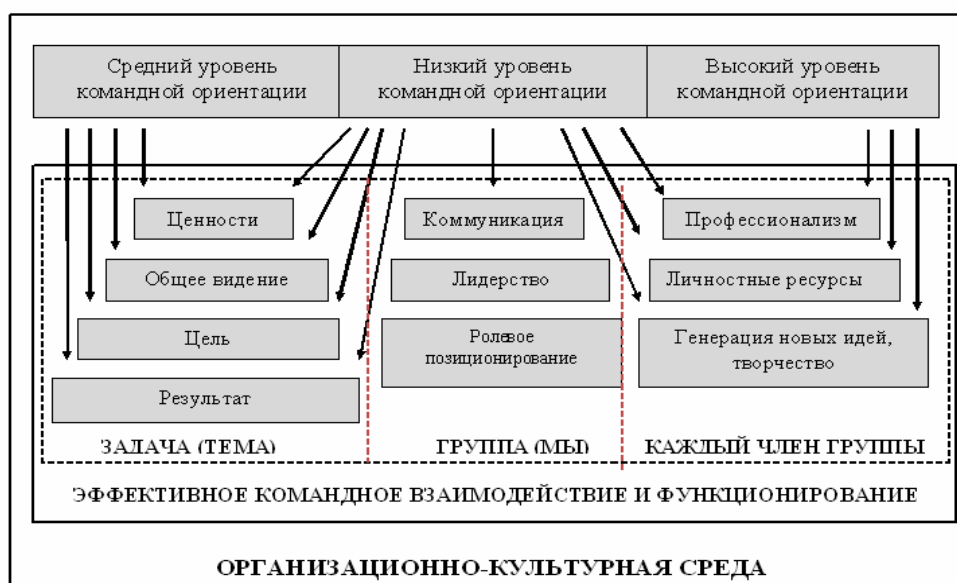 Средний уровень
командной ориентации
Низкий уровень
командной ориентации
Высокий уровень
командной ориентации
Ценности
Общее видение
Цель
Результат
ЗАДАЧА (ТЕМА)
Коммуникация
Лидерство
Ролевое
позиционирование
ГРУППА (МЫ)
Профессионализм
Личностные ресурсы
Генерация новых идей,
творчество
КАЖДЫЙ ЧЛЕН ГРУППЫ
ЭФФЕКТИВНОЕ КОМАНДНОЕ ВЗАИМОДЕЙСТВИЕ И ФУНКЦИОНИРОВАНИЕ
ОРГАНИЗАЦИОННО-КУЛЬТУРНАЯ СРЕДА